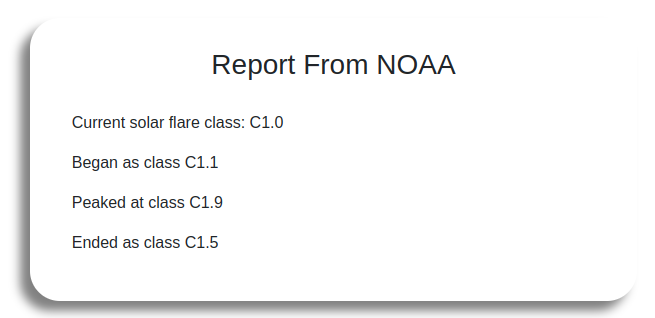 Report From NOAA
Current solar flare class: C1.0
Began as class C1.1
Peaked at class C1.9
Ended as class C1.5